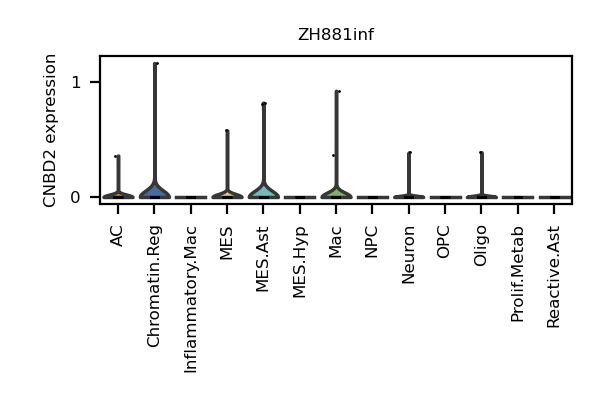 ZH881inf
CNBD2 expression
1
0
AC
Chromatin.Reg
Inflammatory.Mac
MES
MES.Ast
MES.Hyp
Mac
NPC
Neuron
OPC
Oligo
Prolif.Metab
Reactive.Ast